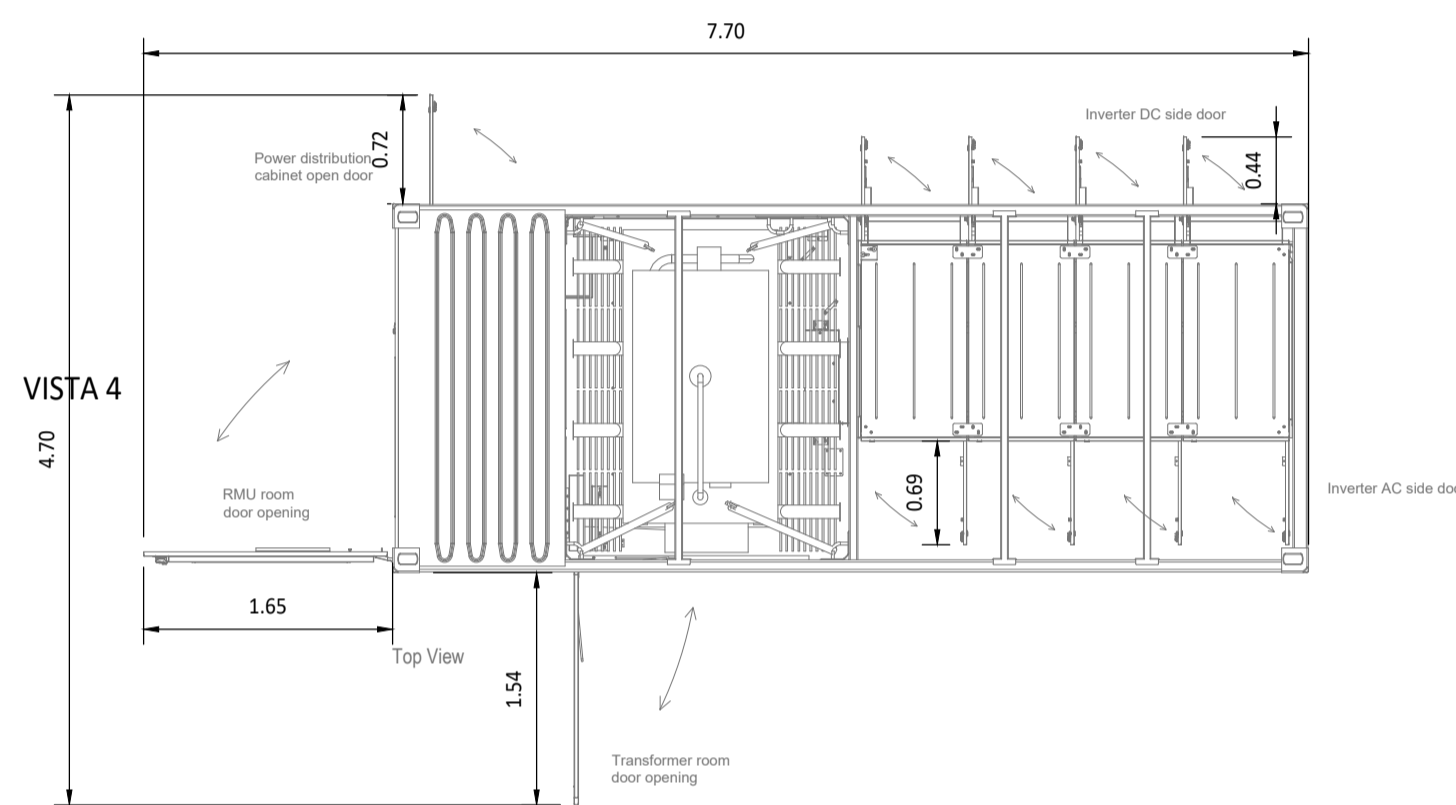 7.70
Inverter DC side door
0.72
Power distribution
cabinet open door
0.44
VISTA 4
4.70
RMU room
door opening
0.69
Inverter AC side doo
1.65
Top View
1.54
Transformer room
door opening